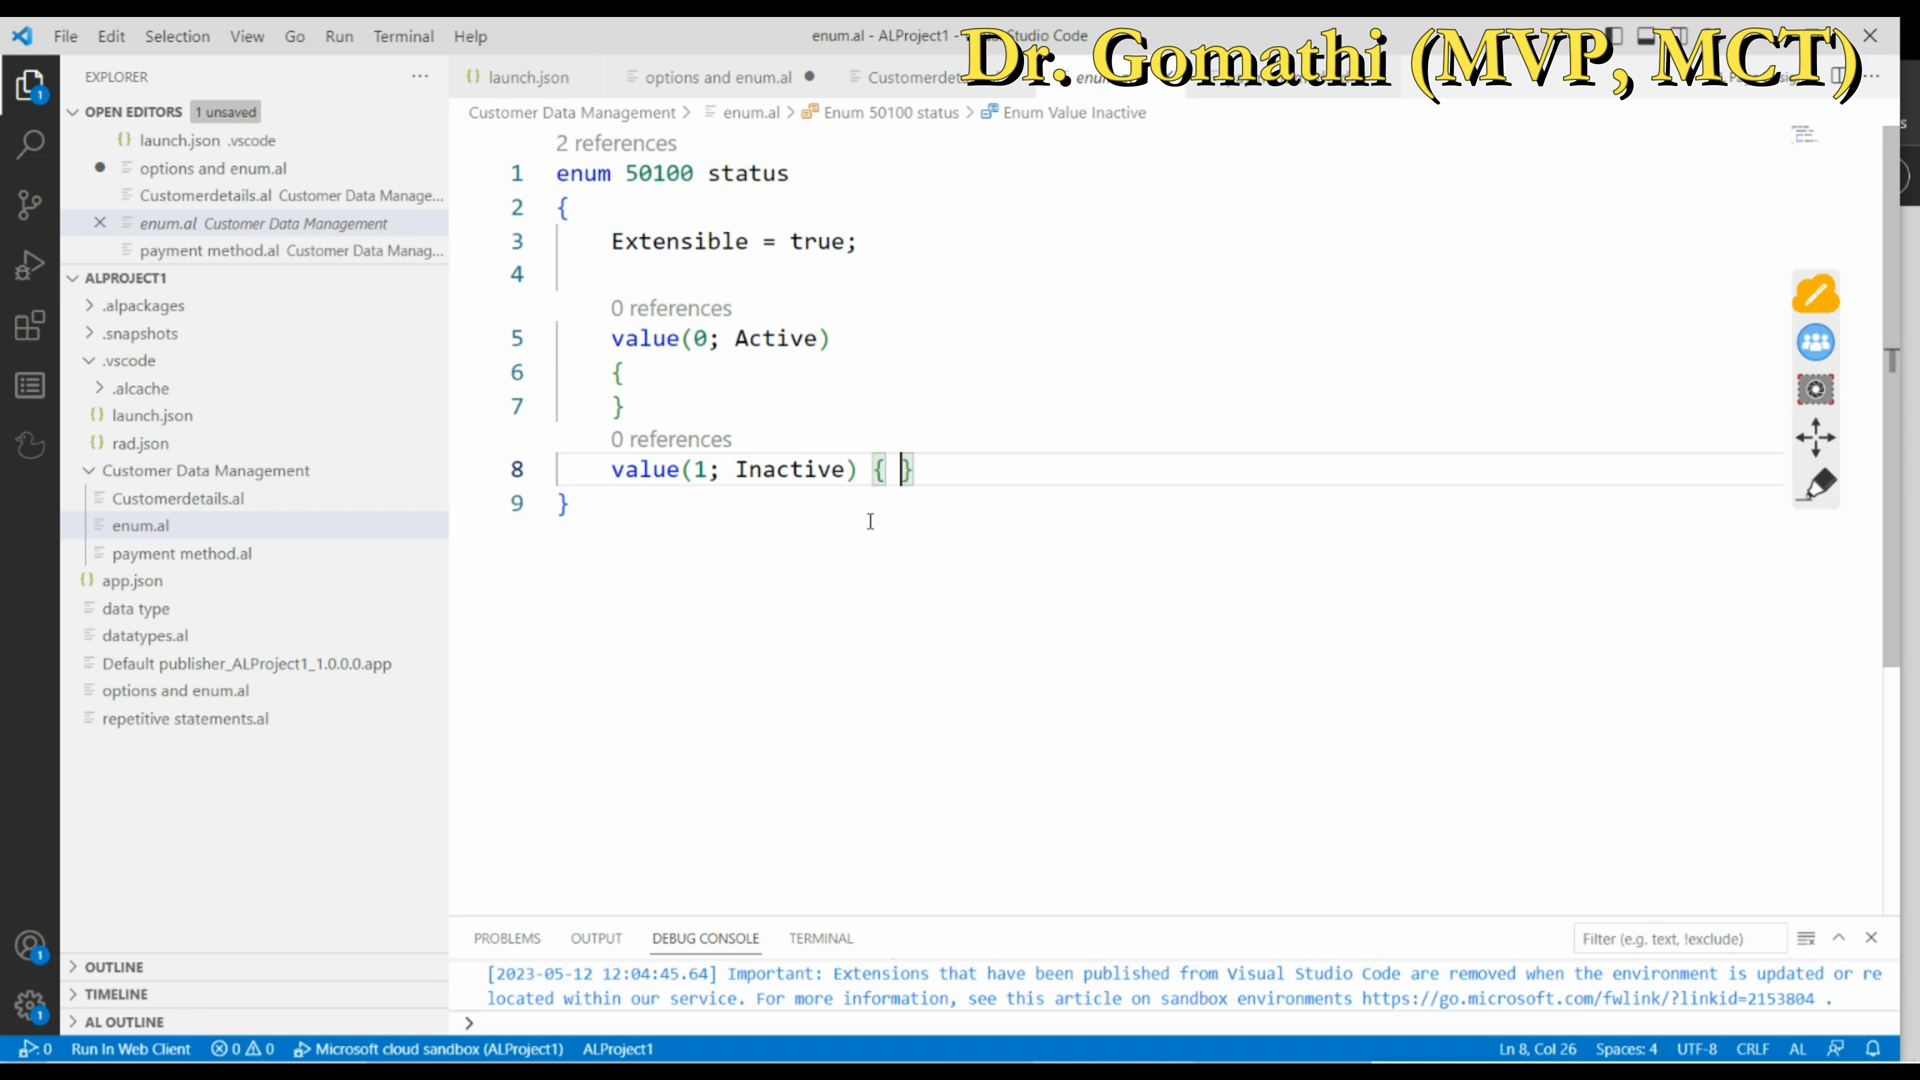 File Edit Selection View Go Run Terminal Help
enum.al - ALProject1 - Studio Code
Dr. Gomathi (MVP, MCT)
EXPLORER
OPEN EDITORS 1 unsaved
launch.json .vscode
options and enum.al
Customerdetails.al Customer Data Manage...
enum.al Customer Data Management
payment method.al Customer Data Manag...
ALPROJECT1
.alpackages
.snapshots
.vscode
.alcache
launch.json
rad.json
Customer Data Management
Customerdetails.al
enum.al
payment method.al
app.json
data type
datatypes.al
Default publisher_ALProject1_1.0.0.0.app
options and enum.al
repetitive statements.al
OUTLINE
TIMELINE
AL OUTLINE
launch.json options and enum.al Customerdet
Customer Data Management > enum.al > Enum 50100 status > Enum Value Inactive
2 references
1 enum 50100 status
2 {
3 Extensible = true;
4
0 references
5 value(0; Active)
6 {
7 }
0 references
8 value(1; Inactive) { }
9 }
PROBLEMS OUTPUT DEBUG CONSOLE TERMINAL
Filter (e.g. text, !exclude)
[2023-05-12 12:04:45.64] Important: Extensions that have been published from Visual Studio Code are removed when the environment is updated or re
located within our service. For more information, see this article on sandbox environments https://go.microsoft.com/fwlink/?linkid=2153804 .
0 Run In Web Client 0 0 Microsoft cloud sandbox (ALProject1) ALProject1 Ln 8, Col 26 Spaces: 4 UTF-8 CRLF AL